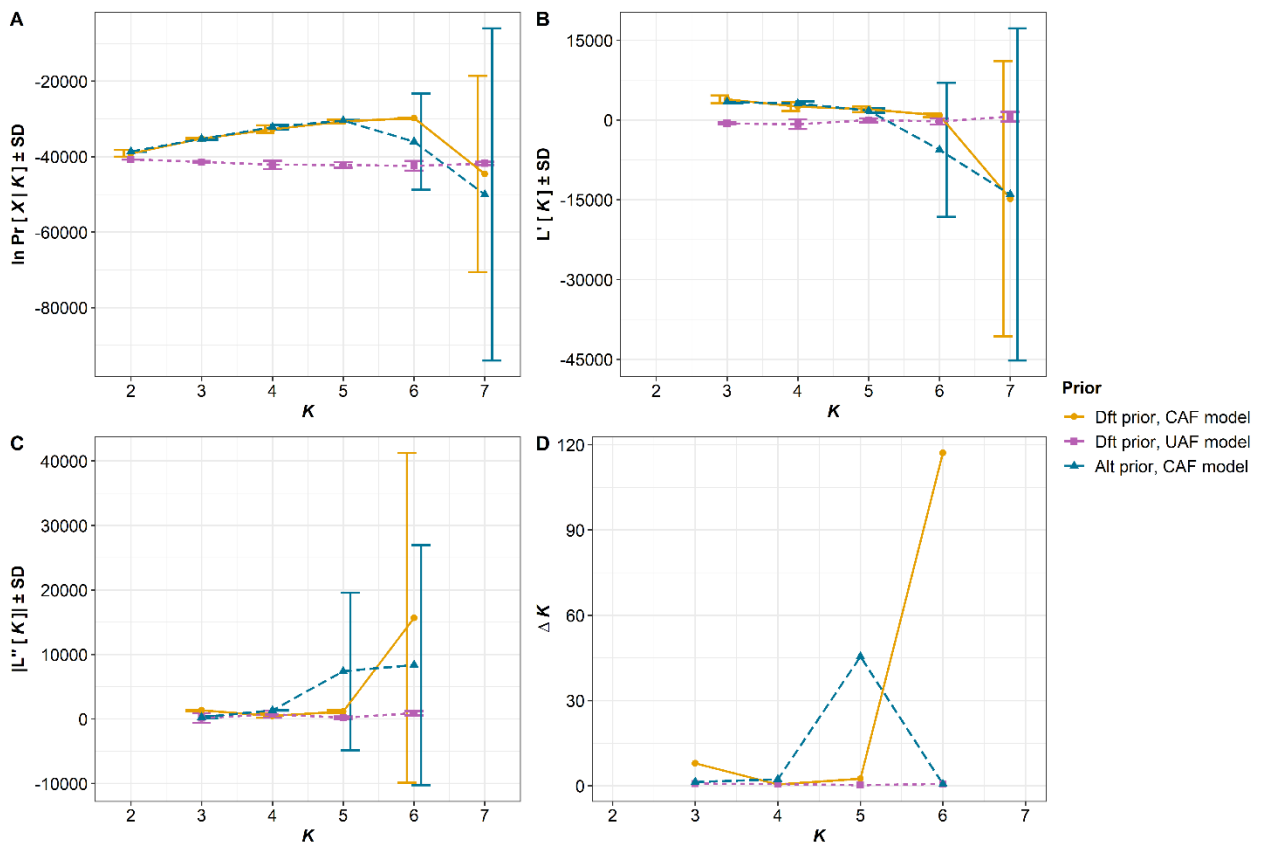 A
ln Pr [ X | K ] ± SD
-20000
-40000
-60000
-80000
2 3 4 5 6 7
K
B
L' [ K ] ± SD
15000
0
-15000
-30000
-45000
2 3 4 5 6 7
K
C
|L'' [ K ]| ± SD
40000
30000
20000
10000
0
-10000
2 3 4 5 6 7
K
D
Δ K
120
90
60
30
0
2 3 4 5 6 7
K
Prior
Dft prior, CAF model
Dft prior, UAF model
Alt prior, CAF model